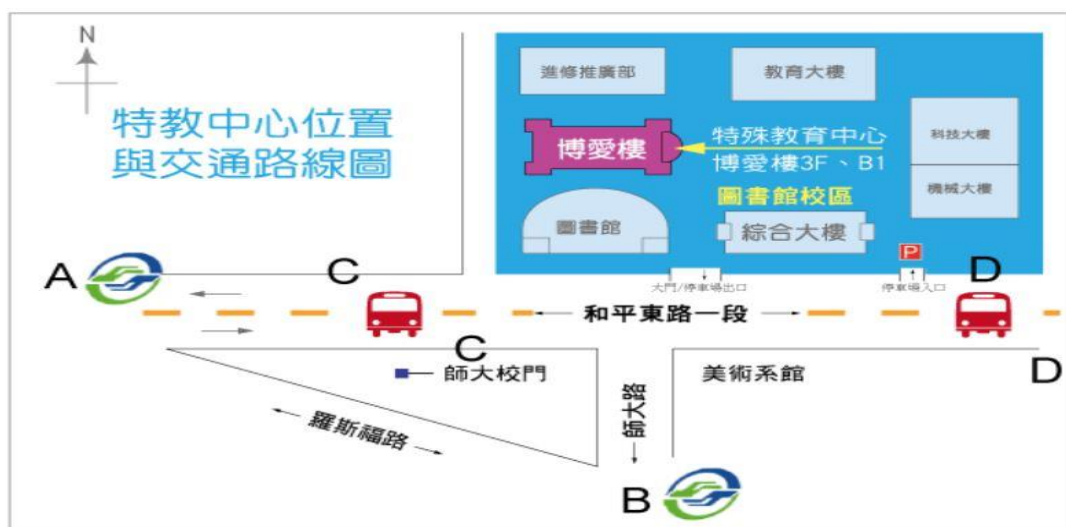 N
特教中心位置
與交通路線圖
進修推廣部
教育大樓
博愛樓
特殊教育中心
博愛樓3F、B1
科技大樓
機械大樓
圖書館校區
圖書館
綜合大樓
P
A
C
D
大門/停車場出口
停車場入口
和平東路一段
C
師大校門
美術系館
D
羅斯福路
師大路
B